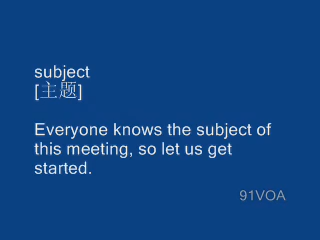 subject
[主题]
Everyone knows the subject of
this meeting, so let us get
started.
91VOA